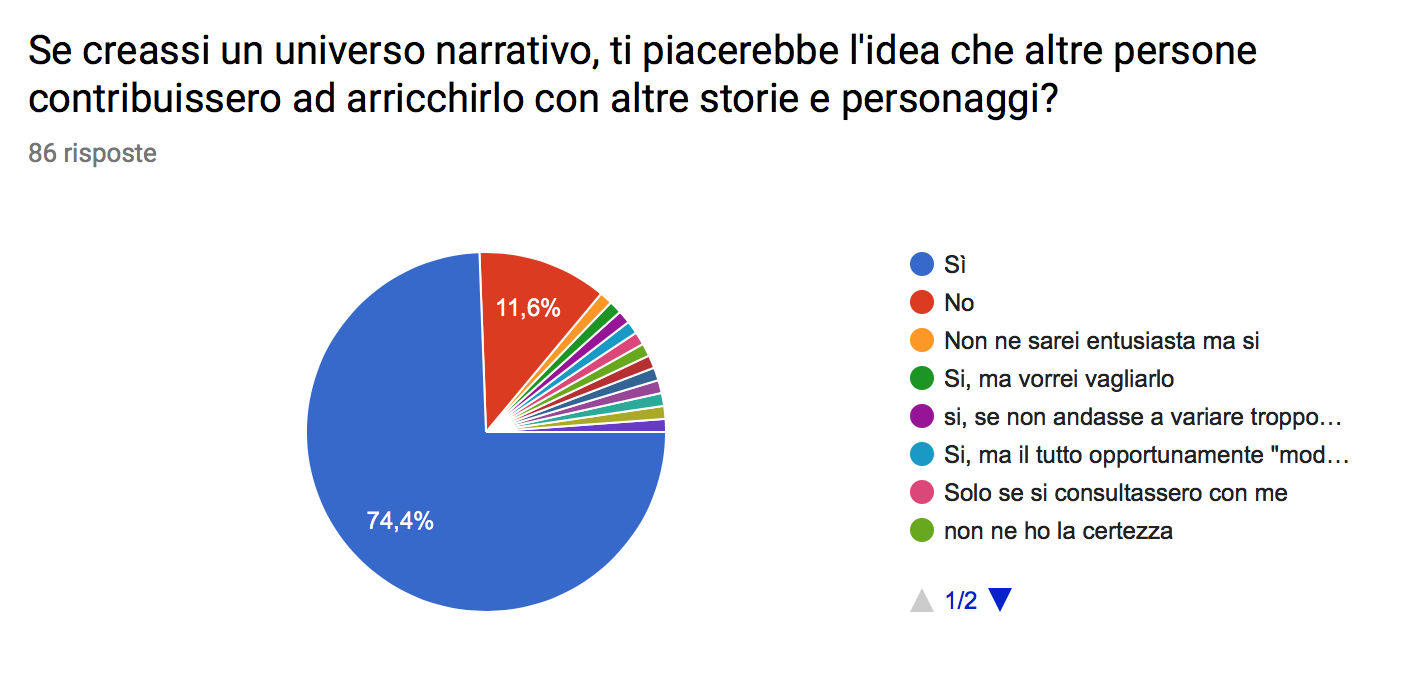 Se creassi un universo narrativo, ti piacerebbe l'idea che altre persone
contribuissero ad arricchirlo con altre storie e personaggi?
86 risposte
11,6%
74,4%
Sì
No
Non ne sarei entusiasta ma si
Si, ma vorrei vagliarlo
si, se non andasse a variare troppo…
Si, ma il tutto opportunamente "mod…
Solo se si consultassero con me
non ne ho la certezza
1/2